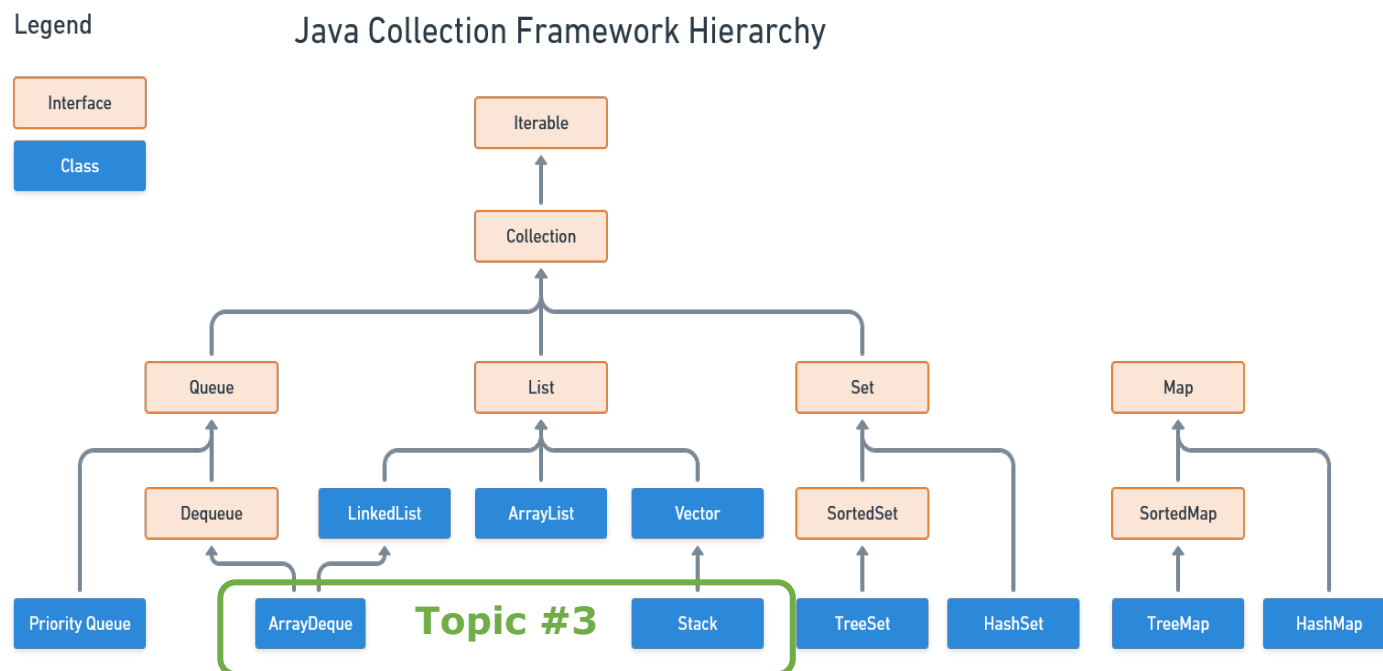 Legend
Java Collection Framework Hierarchy
Interface
Class
Iterable
Collection
Queue
List
Set
Map
Dequeue
LinkedList
ArrayList
Vector
SortedSet
SortedMap
Priority Queue
ArrayDeque
Topic #3
Stack
TreeSet
HashSet
TreeMap
HashMap